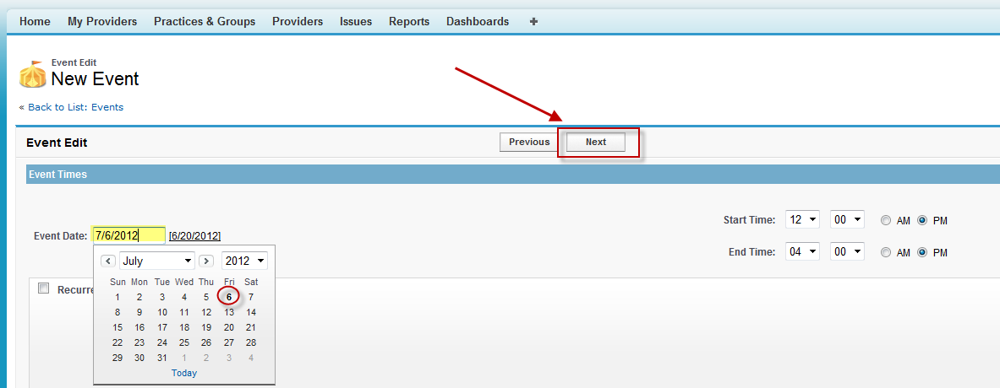 Home My Providers Practices & Groups Providers Issues Reports Dashboards +
Event Edit
New Event
« Back to List: Events
Event Edit Previous Next
Event Times
Start Time: 12 00 AM PM
Event Date: 7/6/2012 [6/20/2012]
End Time: 04 00 AM PM
July 2012
Sun Mon Tue Wed Thu Fri Sat
Recurre
1 2 3 4 5 6 7
8 9 10 11 12 13 14
15 16 17 18 19 20 21
22 23 24 25 26 27 28
29 30 31 1 2 3 4
Today